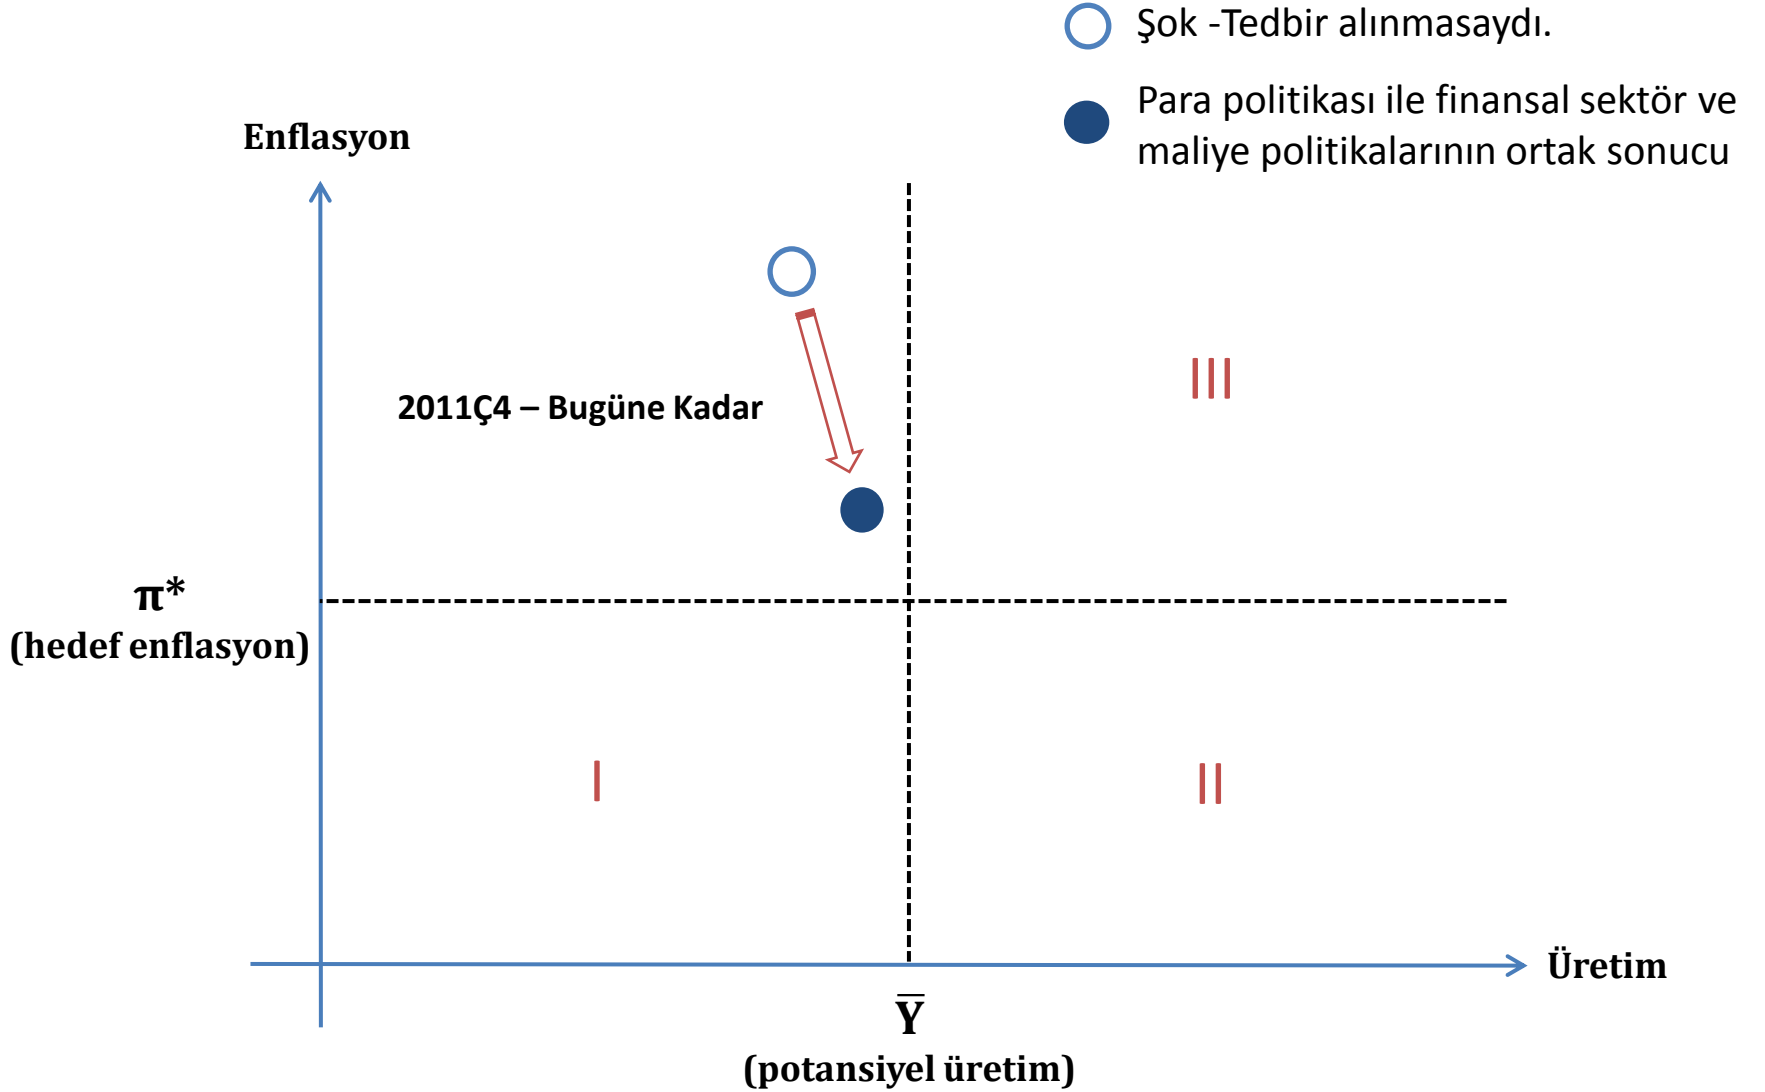 Şok -Tedbir alınmasaydı.
Para politikası ile finansal sektör ve
maliye politikalarının ortak sonucu
Enflasyon
III
2011Ç4 – Bugüne Kadar
π*
(hedef enflasyon)
I
II
Üretim
Y̅
(potansiyel üretim)